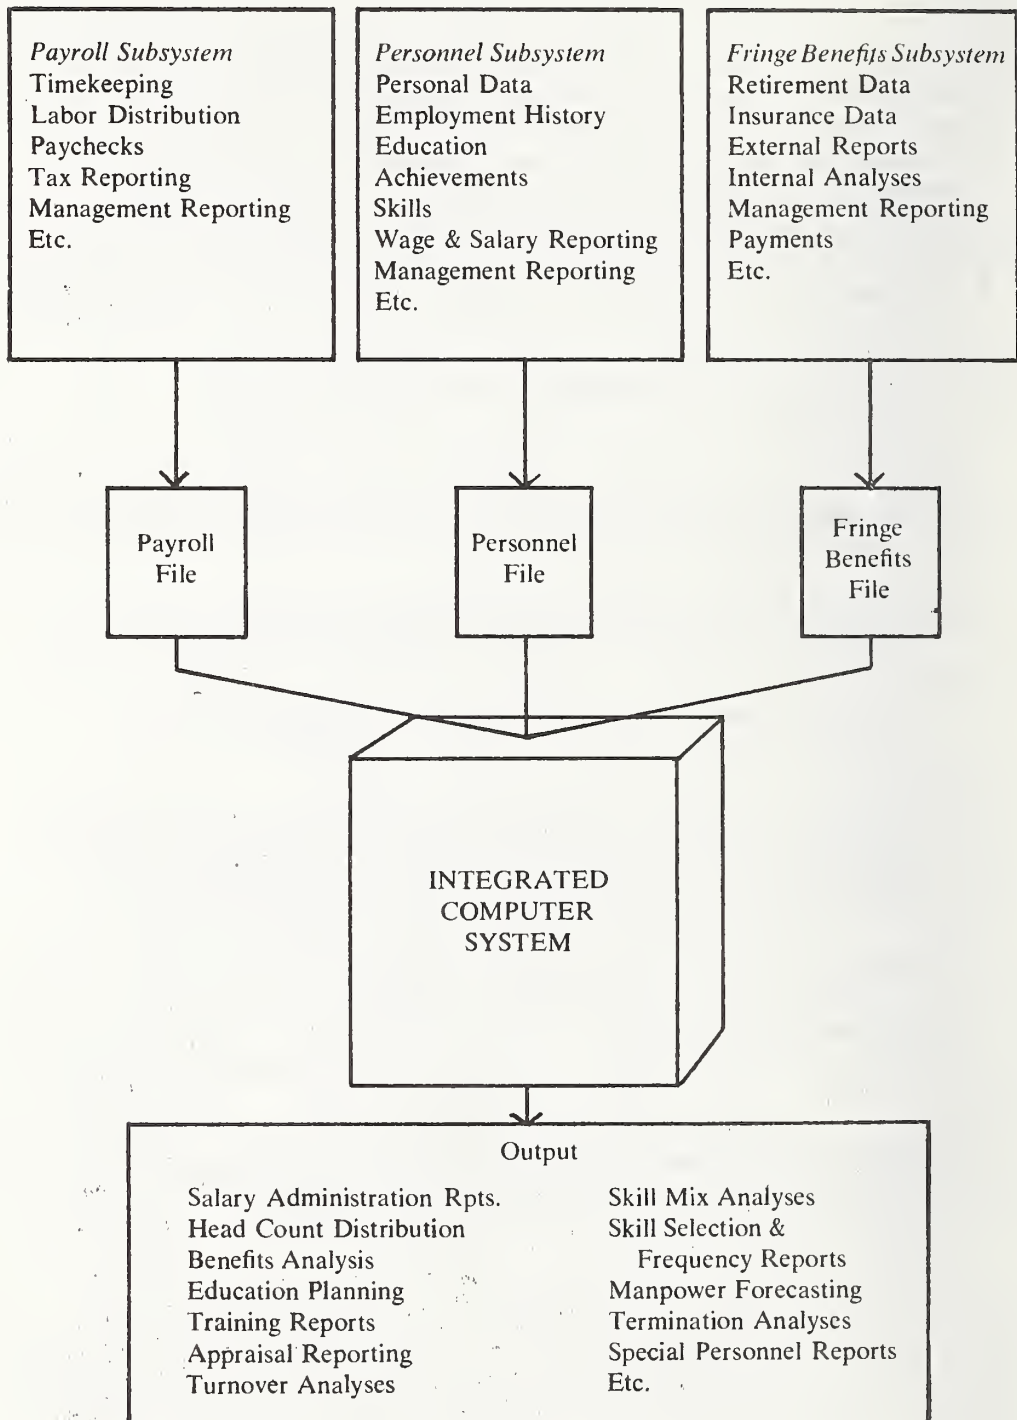 Payroll Subsystem
Timekeeping
Labor Distribution
Paychecks
Tax Reporting
Management Reporting
Etc.
Personnel Subsystem
Personal Data
Employment History
Education
Achievements
Skills
Wage & Salary Reporting
Management Reporting
Etc.
Fringe Benefits Subsystem
Retirement Data
Insurance Data
External Reports
Internal Analyses
Management Reporting
Payments
Etc.
Payroll
File
Personnel
File
Fringe
Benefits
File
INTEGRATED
COMPUTER
SYSTEM
Output
Salary Administration Rpts.
Head Count Distribution
Benefits Analysis
Education Planning
Training Reports
Appraisal Reporting
Turnover Analyses
Skill Mix Analyses
Skill Selection &
Frequency Reports
Manpower Forecasting
Termination Analyses
Special Personnel Reports
Etc.